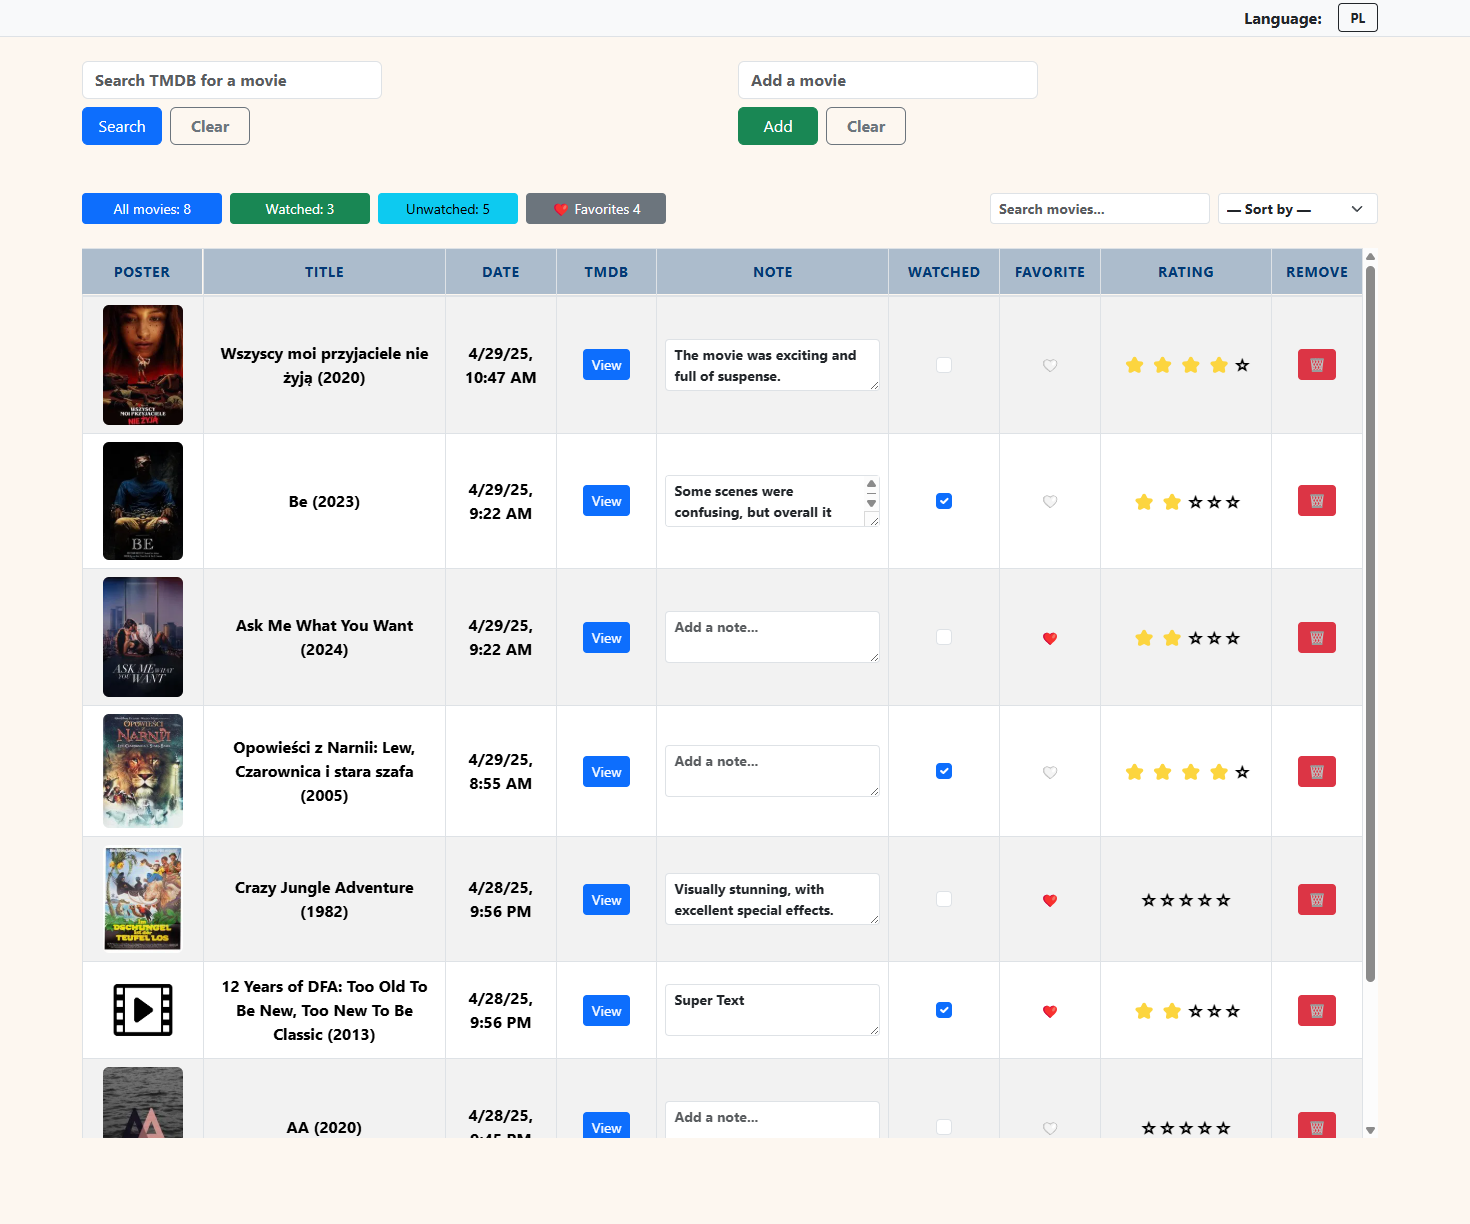 Language: PL
Search TMDB for a movie
Add a movie
Search Clear
Add Clear
All movies: 8 Watched: 3 Unwatched: 5 Favorites 4
Search movies... — Sort by —
POSTER TITLE DATE TMDB NOTE WATCHED FAVORITE RATING REMOVE
WSZYSCY
MOI PRZYJACIELE
NIE ŻYJĄ
Wszyscy moi przyjaciele nie
żyją (2020)
4/29/25,
10:47 AM
View
The movie was exciting and
full of suspense.
BE
Be (2023)
4/29/25,
9:22 AM
View
Some scenes were
confusing, but overall it
ASK ME WHAT
YOU WANT
Ask Me What You Want
(2024)
4/29/25,
9:22 AM
View
Add a note...
OPOWIEŚCI
Z NARNII
Opowieści z Narnii: Lew,
Czarownica i stara szafa
(2005)
4/29/25,
8:55 AM
View
Add a note...
DSCHUNGEL
TEUFEL LOS
Crazy Jungle Adventure
(1982)
4/28/25,
9:56 PM
View
Visually stunning, with
excellent special effects.
12 Years of DFA: Too Old To
Be New, Too New To Be
Classic (2013)
4/28/25,
9:56 PM
View
Super Text
AA
AA (2020)
4/28/25,
9:45 PM
View
Add a note...